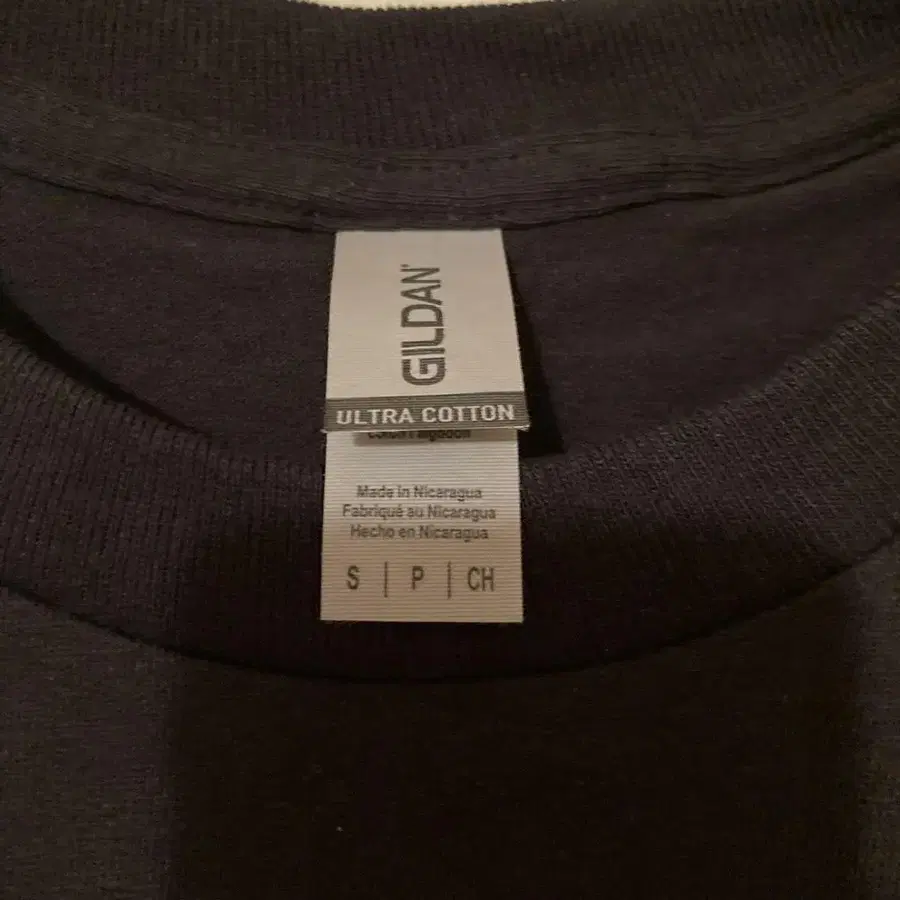 GILDAN
ULTRA COTTON
Made in Nicaragua
Fabriqué au Nicaragua
Hecho en Nicaragua
S | P | CH